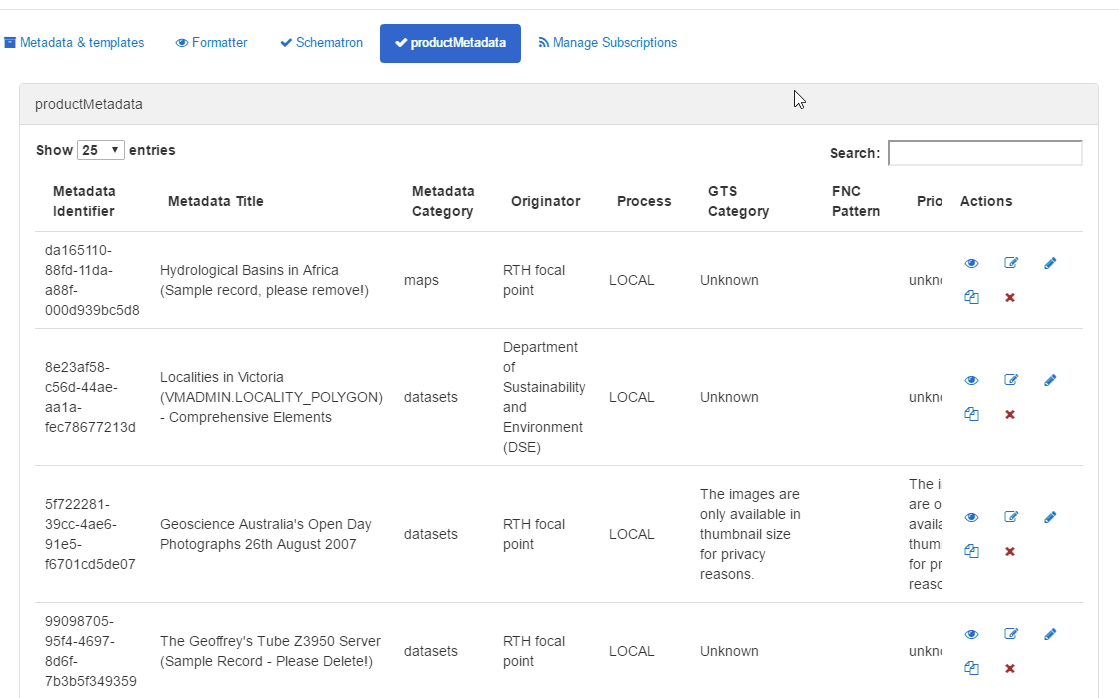 Metadata & templates Formatter Schematron productMetadata Manage Subscriptions
productMetadata
Show 25 entries
Search:
Metadata
Identifier
Metadata Title
Metadata
Category
Originator
Process
GTS
Category
FNC
Pattern
Prio
Actions
da165110-
88fd-11da-
a88f-
000d939bc5d8
Hydrological Basins in Africa
(Sample record, please remove!)
maps
RTH focal
point
LOCAL
Unknown
unkn
8e23af58-
c56d-44ae-
aa1a-
fec78677213d
Localities in Victoria
(VMADMIN.LOCALITY_POLYGON)
- Comprehensive Elements
datasets
Department
of
Sustainability
and
Environment
(DSE)
LOCAL
Unknown
unkn
5f722281-
39cc-4ae6-
91e5-
f6701cd5de07
Geoscience Australia's Open Day
Photographs 26th August 2007
datasets
RTH focal
point
LOCAL
The images are
only available in
thumbnail size
for privacy
reasons.
The i
are o
availa
thum
for pr
reasc
99098705-
95f4-4697-
8d6f-
7b3b5f349359
The Geoffrey's Tube Z3950 Server
(Sample Record - Please Delete!)
datasets
RTH focal
point
LOCAL
Unknown
unkn